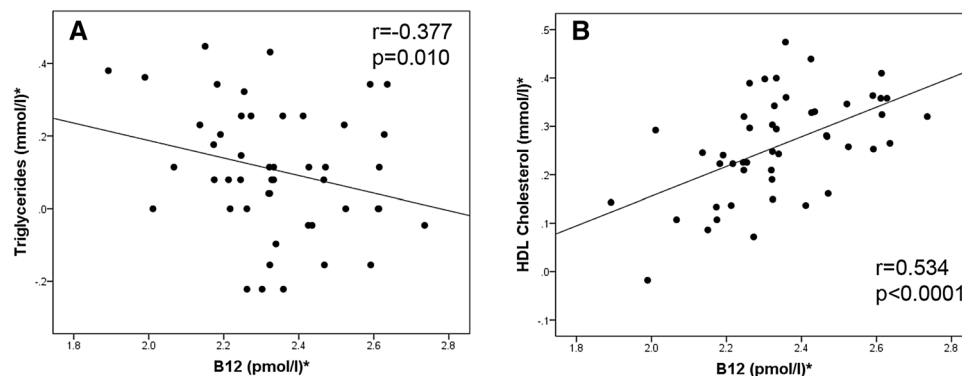 A
r=-0.377
p=0.010
Triglycerides (mmol/l)*
.4
.2
.0
-.2
1.8 2.0 2.2 2.4 2.6 2.8
B12 (pmol/l)*
B
HDL Cholesterol (mmol/l)*
.5
.4
.3
.2
.1
.0
-.1
r=0.534
p<0.0001
1.8 2.0 2.2 2.4 2.6 2.8
B12 (pmol/l)*